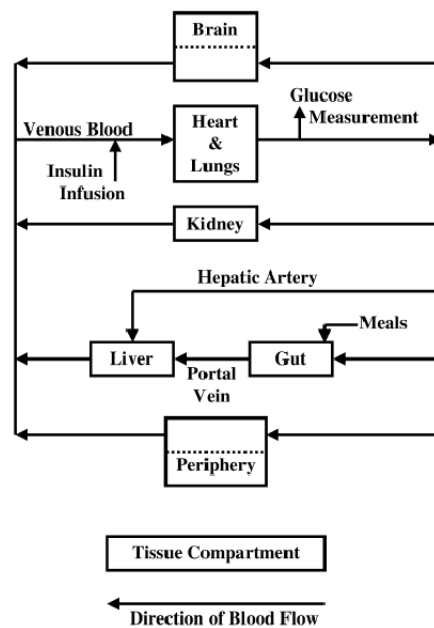 Brain
Glucose
Measurement
Venous Blood
Heart
&
Lungs
Insulin
Infusion
Kidney
Hepatic Artery
Meals
Liver
Gut
Portal
Vein
Periphery
Tissue Compartment
Direction of Blood Flow